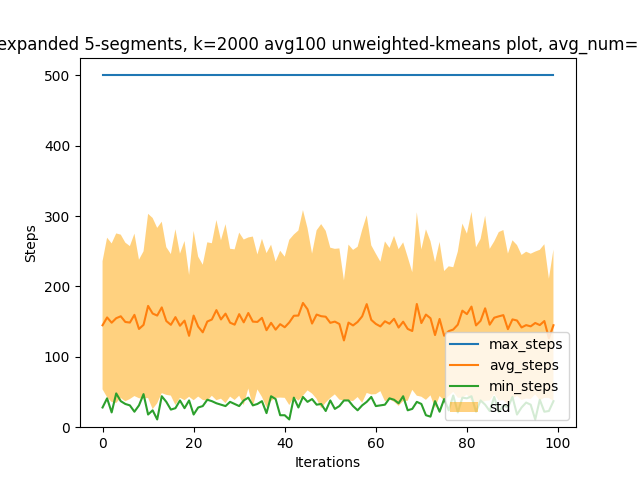 expanded 5-segments, k=2000 avg100 unweighted-kmeans plot, avg_num=
500
400
300
200
100
0
Steps
0 20 40 60 80 100
Iterations
max_steps
avg_steps
min_steps
std